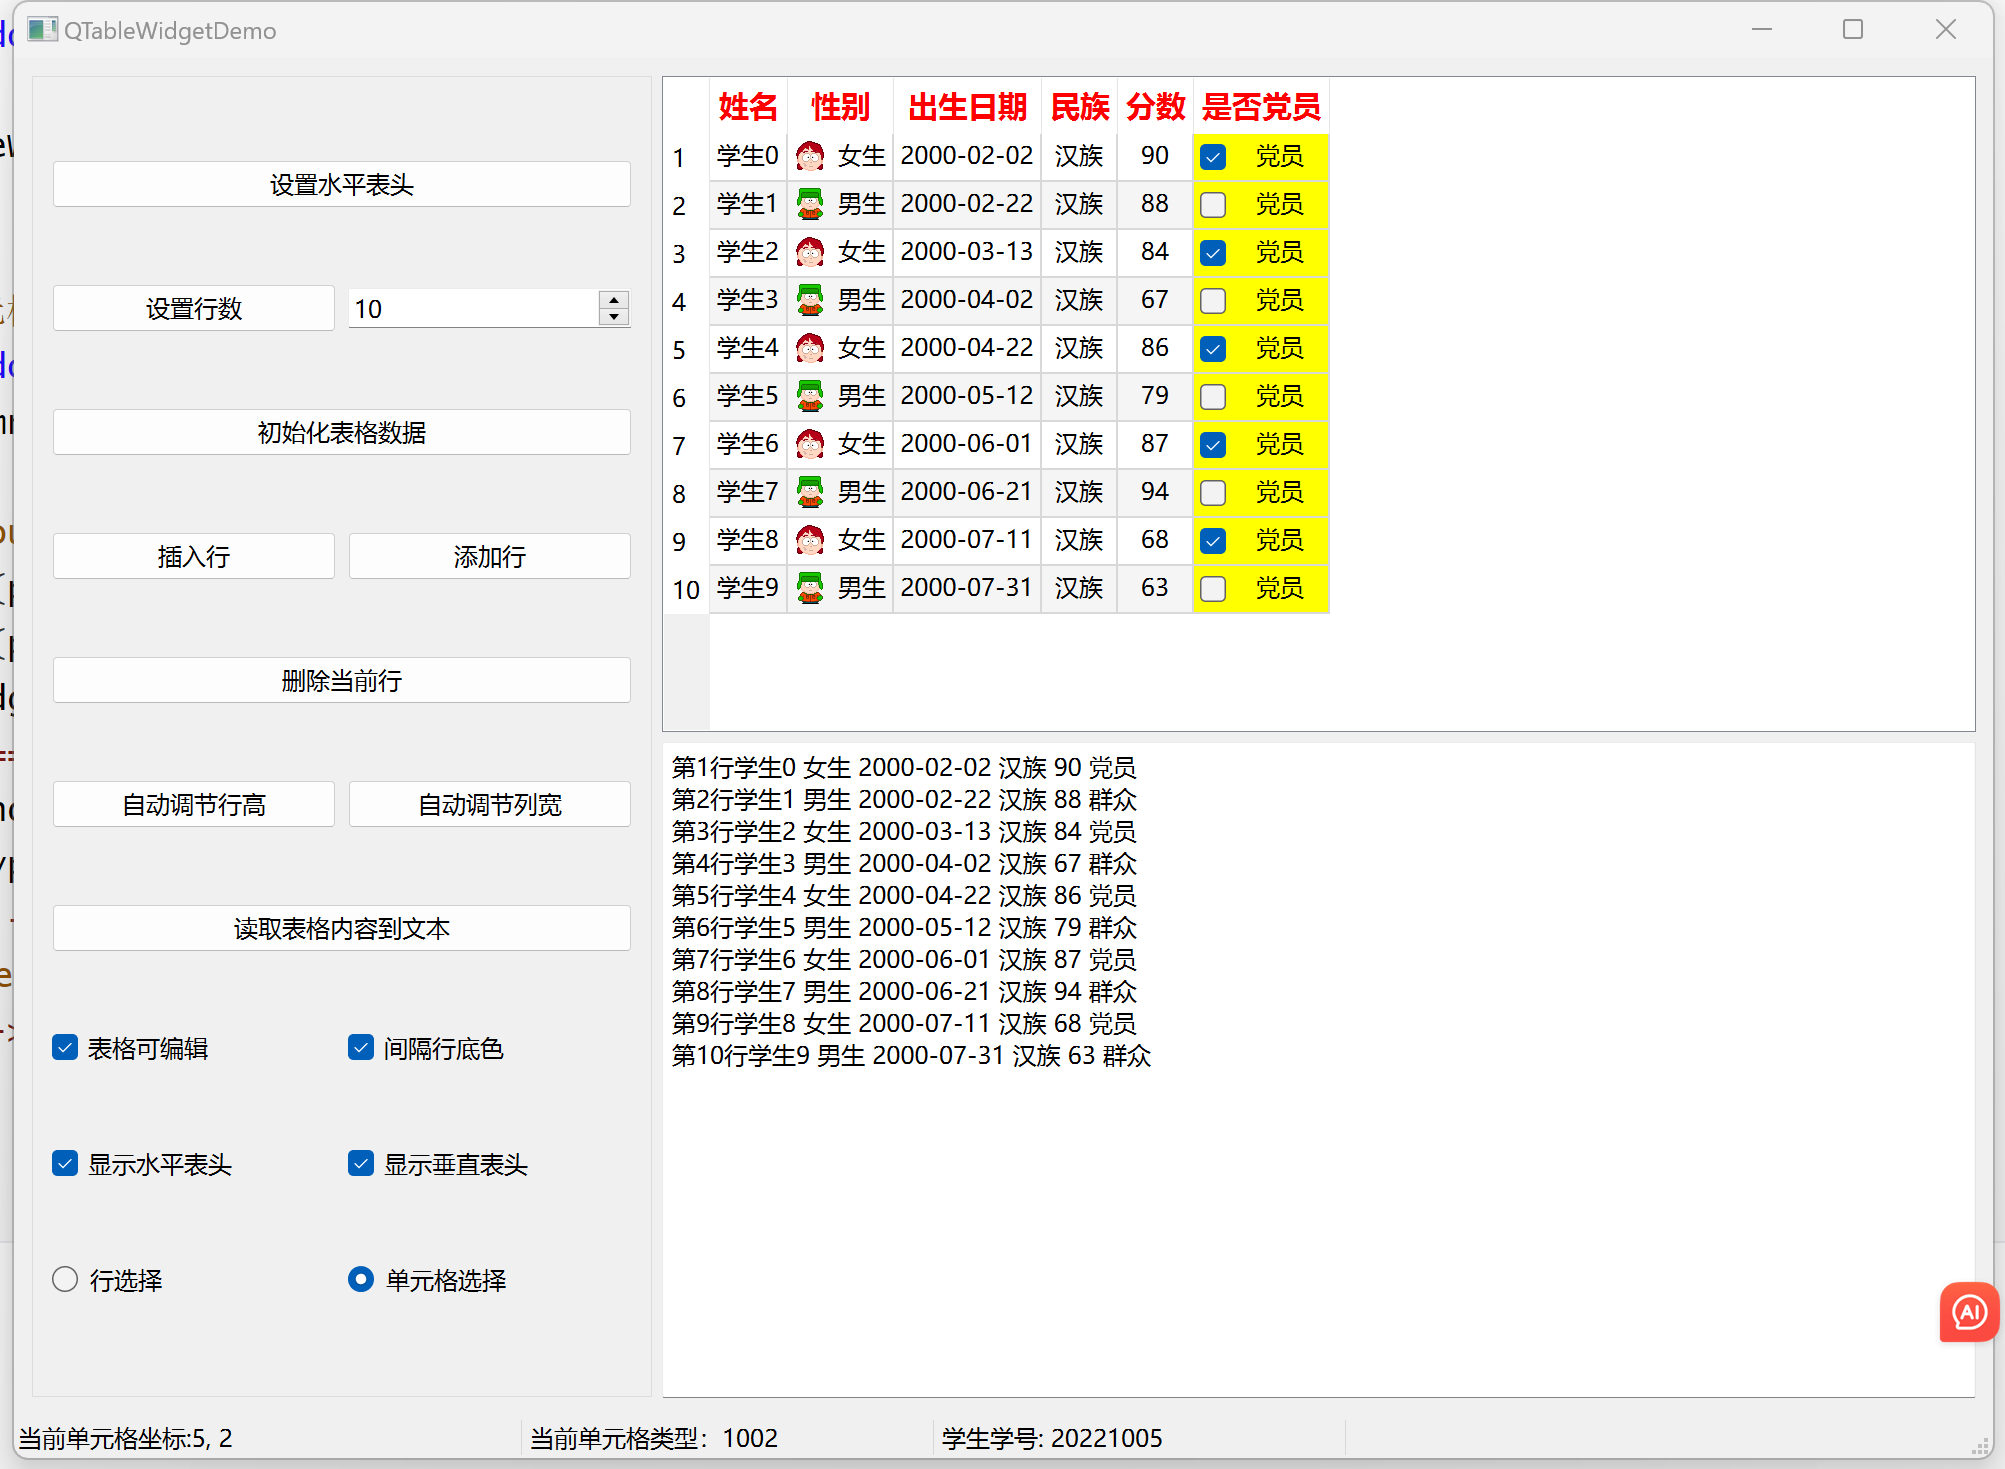 QTableWidgetDemo
设置水平表头
设置行数 10
初始化表格数据
插入行 添加行
删除当前行
自动调节行高 自动调节列宽
读取表格内容到文本
表格可编辑 间隔行底色
显示水平表头 显示垂直表头
行选择 单元格选择
姓名 性别 出生日期 民族 分数 是否党员
1 学生0 女生 2000-02-02 汉族 90 党员
2 学生1 男生 2000-02-22 汉族 88 党员
3 学生2 女生 2000-03-13 汉族 84 党员
4 学生3 男生 2000-04-02 汉族 67 党员
5 学生4 女生 2000-04-22 汉族 86 党员
6 学生5 男生 2000-05-12 汉族 79 党员
7 学生6 女生 2000-06-01 汉族 87 党员
8 学生7 男生 2000-06-21 汉族 94 党员
9 学生8 女生 2000-07-11 汉族 68 党员
10 学生9 男生 2000-07-31 汉族 63 党员
第1行学生0 女生 2000-02-02 汉族 90 党员
第2行学生1 男生 2000-02-22 汉族 88 群众
第3行学生2 女生 2000-03-13 汉族 84 党员
第4行学生3 男生 2000-04-02 汉族 67 群众
第5行学生4 女生 2000-04-22 汉族 86 党员
第6行学生5 男生 2000-05-12 汉族 79 群众
第7行学生6 女生 2000-06-01 汉族 87 党员
第8行学生7 男生 2000-06-21 汉族 94 群众
第9行学生8 女生 2000-07-11 汉族 68 党员
第10行学生9 男生 2000-07-31 汉族 63 群众
AI
当前单元格坐标:5, 2 当前单元格类型：1002 学生学号: 20221005